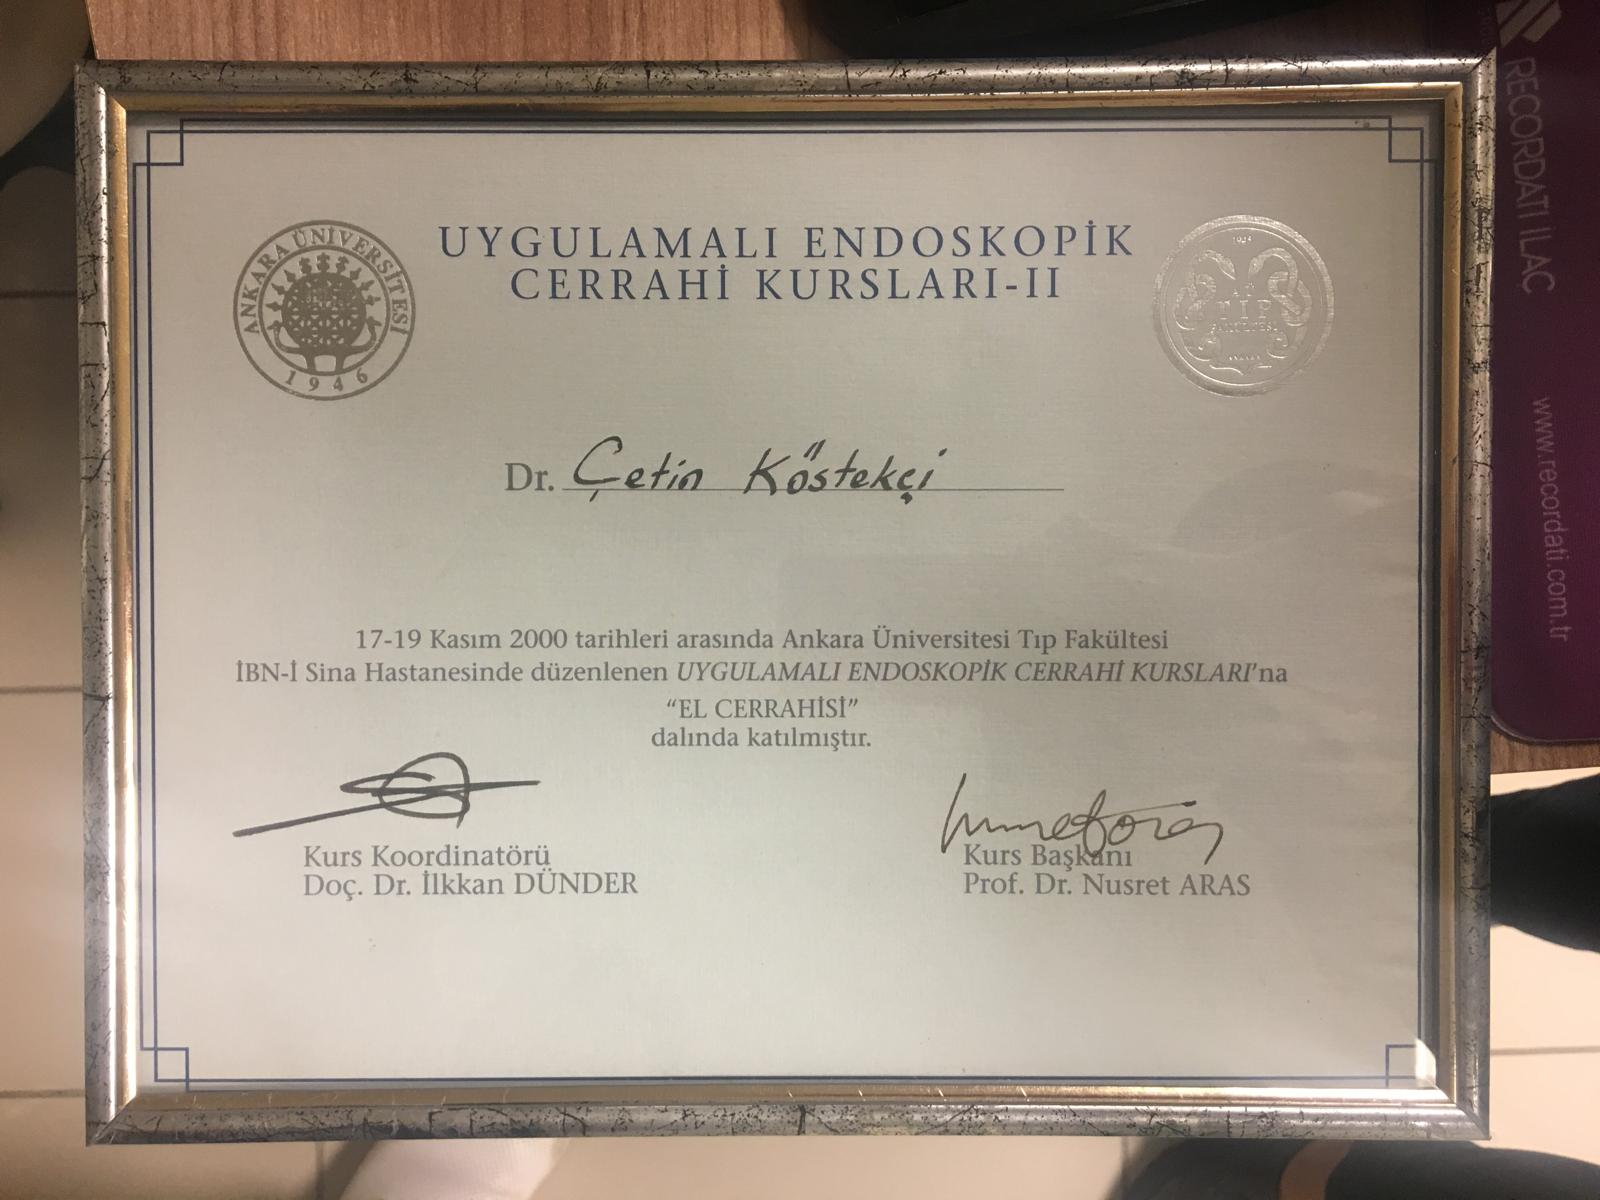 UYGULAMALI ENDOSKOPİK
CERRAHİ KURSLARI-II
ANKARA ÜNİVERSİTESİ
1946
TIP
FAKÜLTESİ
Dr. Çetin Köstekçi
17-19 Kasım 2000 tarihleri arasında Ankara Üniversitesi Tıp Fakültesi
İBN-İ Sina Hastanesinde düzenlenen UYGULAMALI ENDOSKOPİK CERRAHİ KURSLARI'na
“EL CERRAHİSİ”
dalında katılmıştır.
Kurs Koordinatörü
Doç. Dr. İlkkan DÜNDER
Kurs Başkanı
Prof. Dr. Nusret ARAS
RECORDATI İLAÇ
www.recordati.com.tr